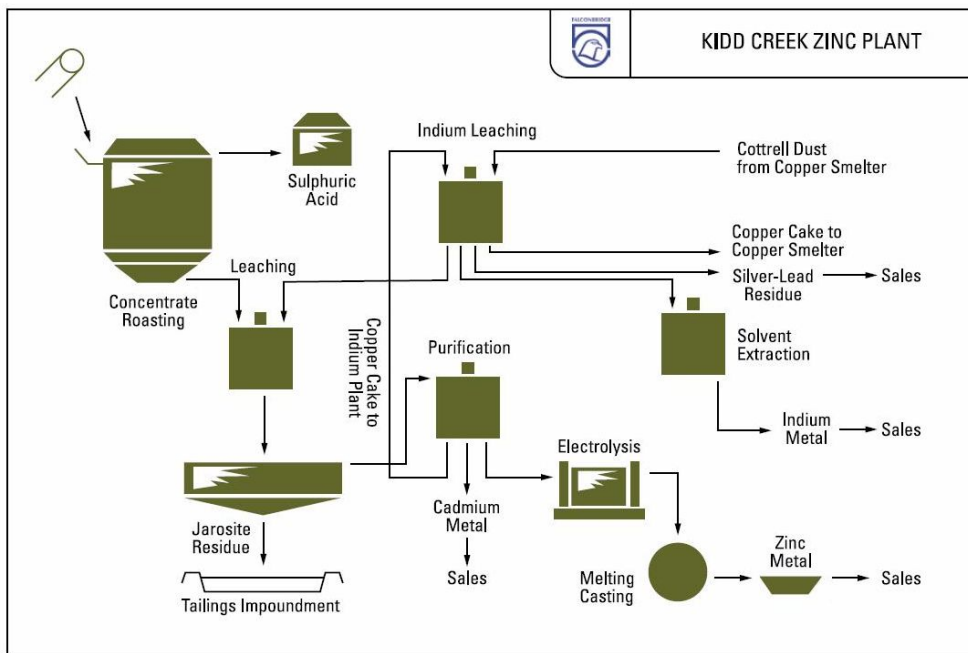 FALCONBRIDGE
KIDD CREEK ZINC PLANT
Indium Leaching
Cottrell Dust
from Copper Smelter
Sulphuric
Acid
Copper Cake to
Copper Smelter
Leaching
Silver-Lead
Residue
Sales
Concentrate
Roasting
Copper Cake to
Indium Plant
Purification
Solvent
Extraction
Indium
Metal
Sales
Electrolysis
Cadmium
Metal
Jarosite
Residue
Zinc
Metal
Sales
Melting
Casting
Sales
Tailings Impoundment